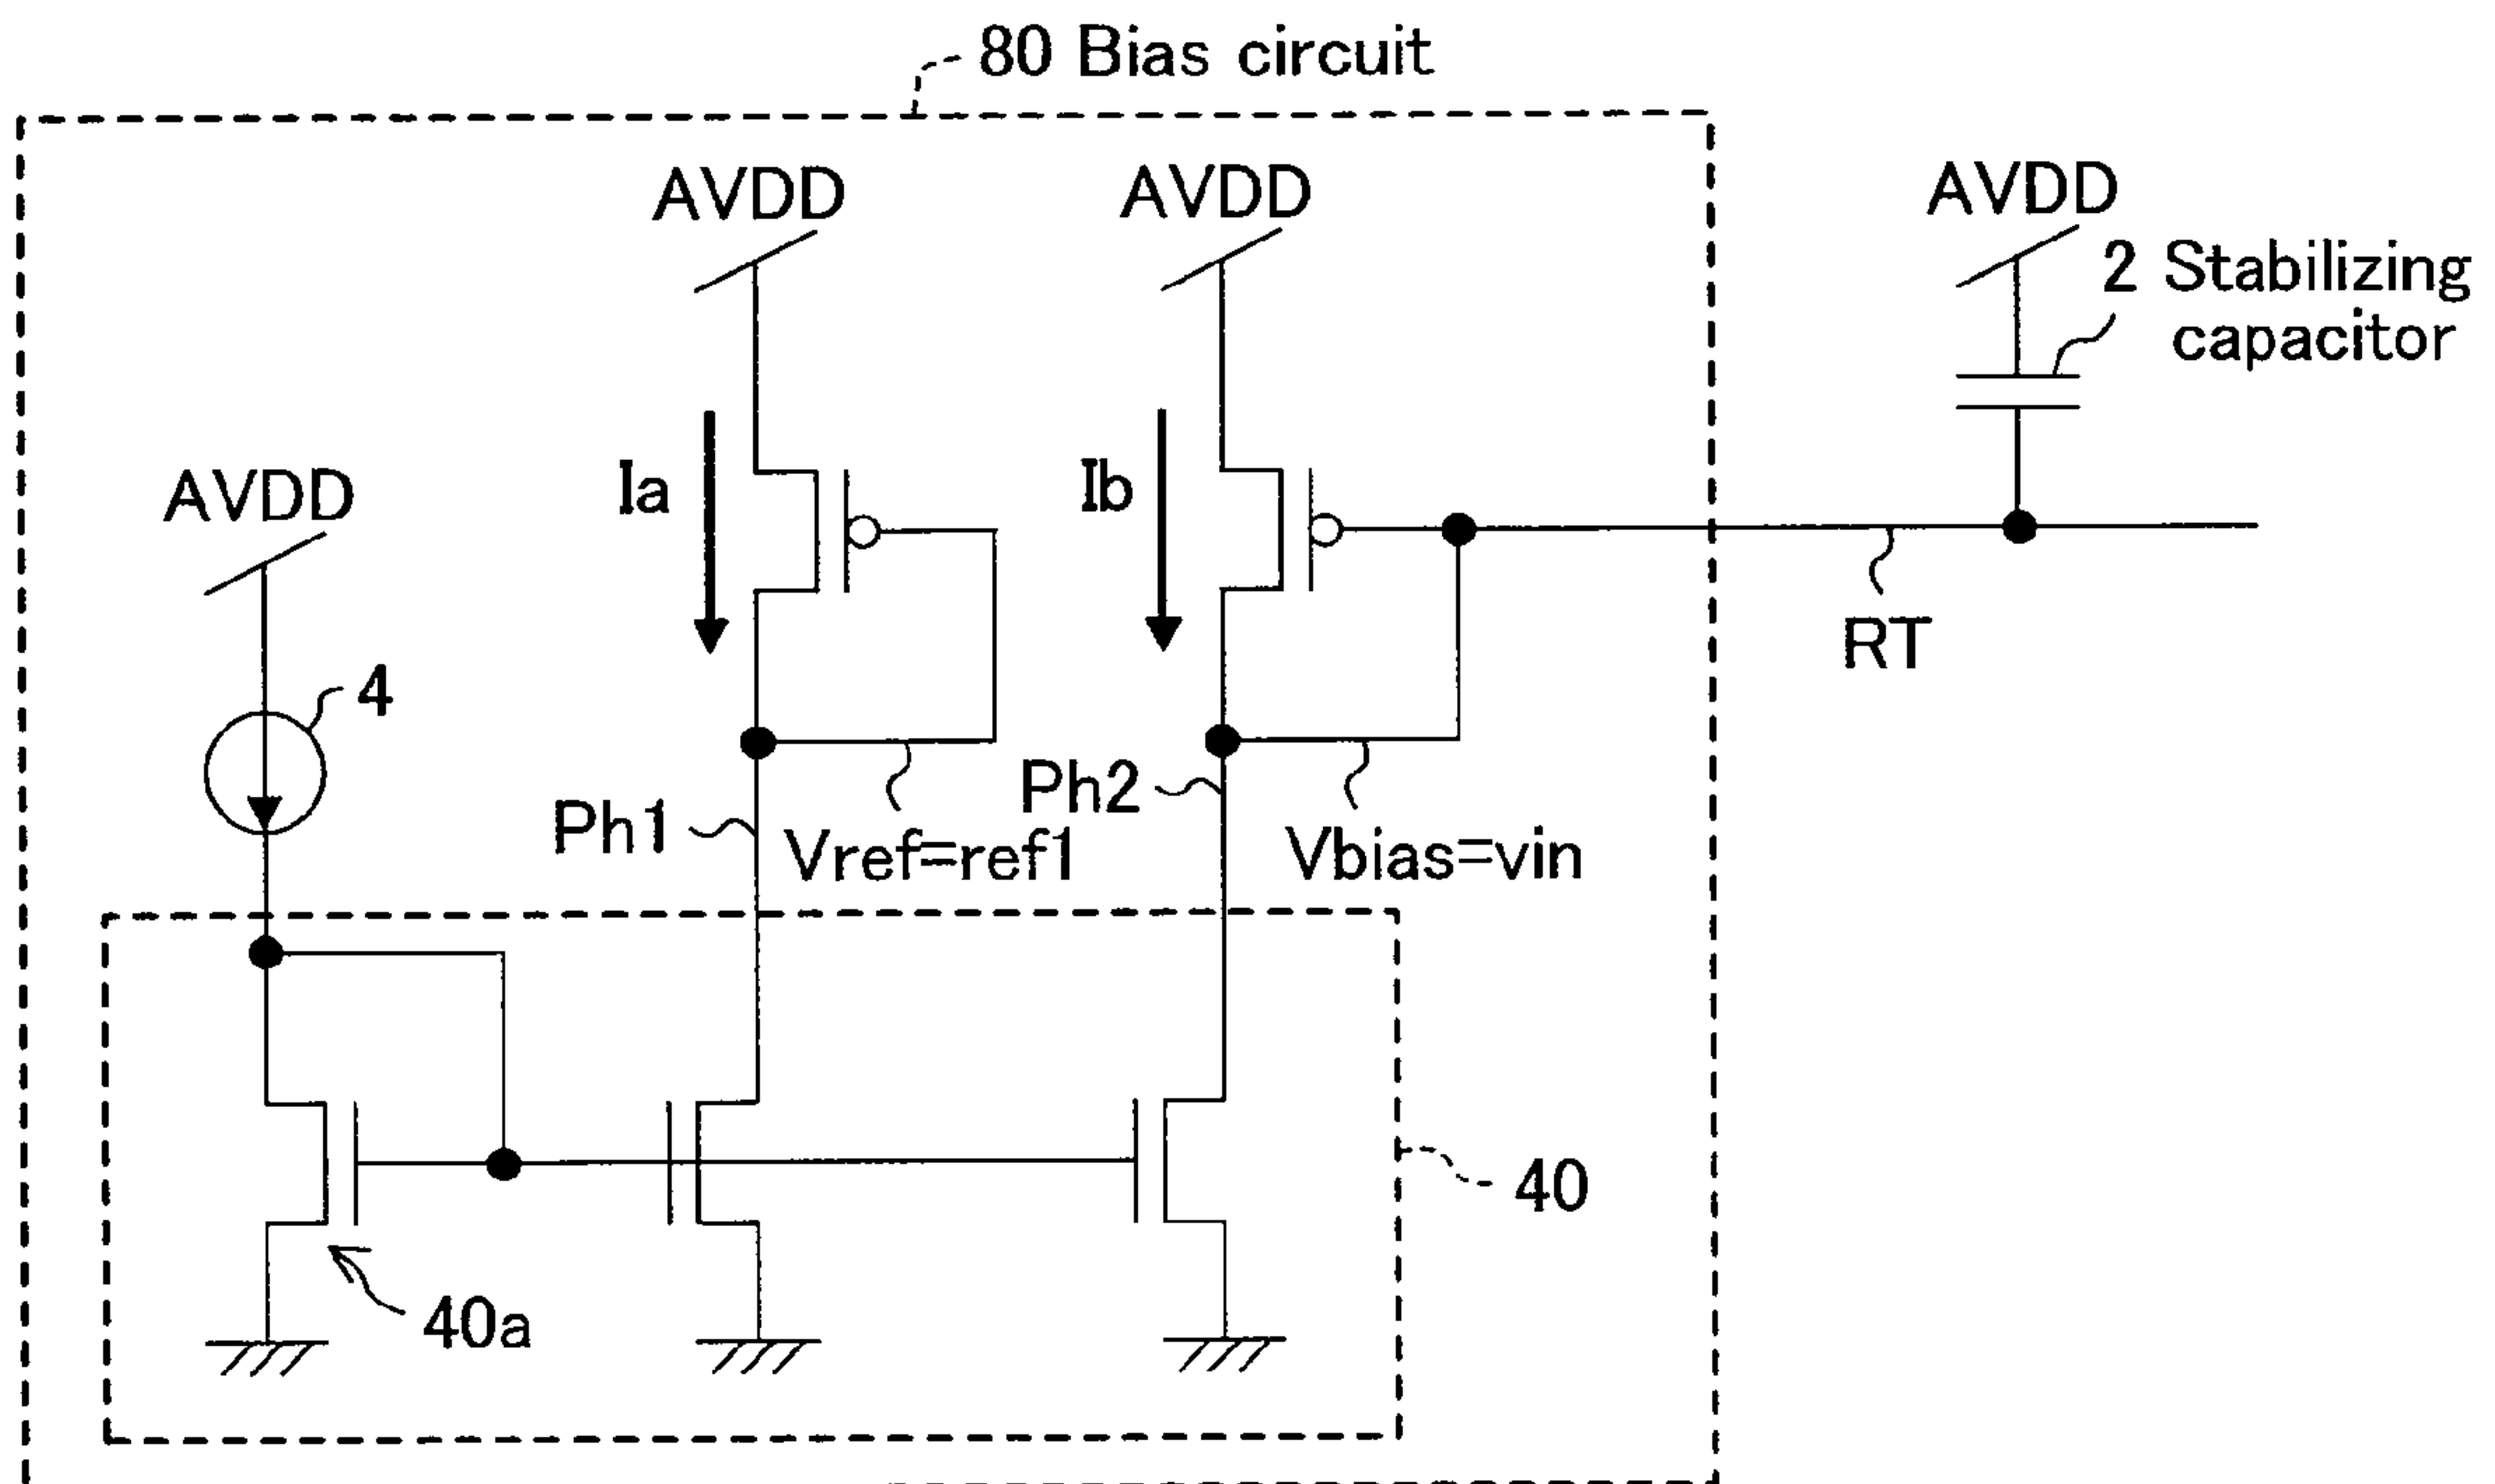 80 Bias circuit
AVDD
AVDD
AVDD
2 Stabilizing
capacitor
Ia
Ib
AVDD
RT
4
Ph1
Vref=ref1
Ph2
Vbias=vin
40
40a